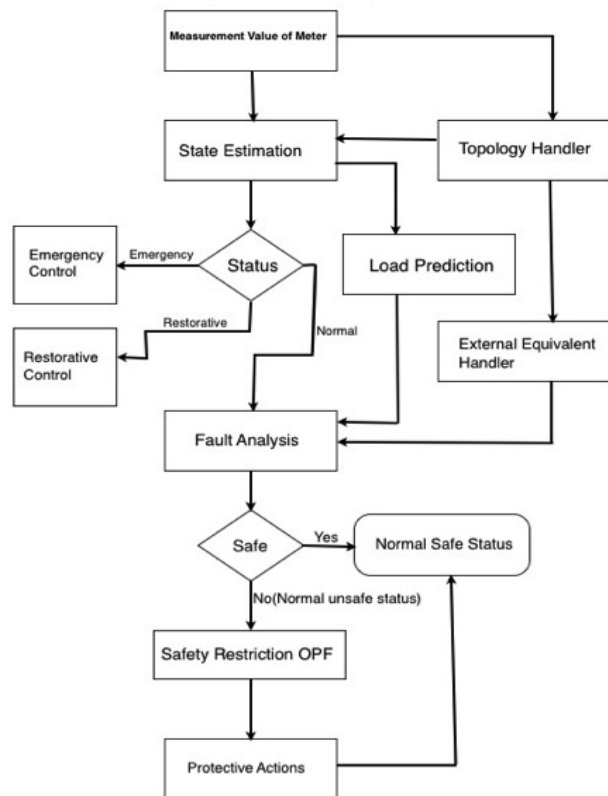 Measurement Value of Meter
State Estimation
Topology Handler
Emergency
Control
Emergency
Status
Load Prediction
Restorative
Normal
Restorative
Control
External Equivalent
Handler
Fault Analysis
Safe
Yes
Normal Safe Status
No(Normal unsafe status)
Safety Restriction OPF
Protective Actions